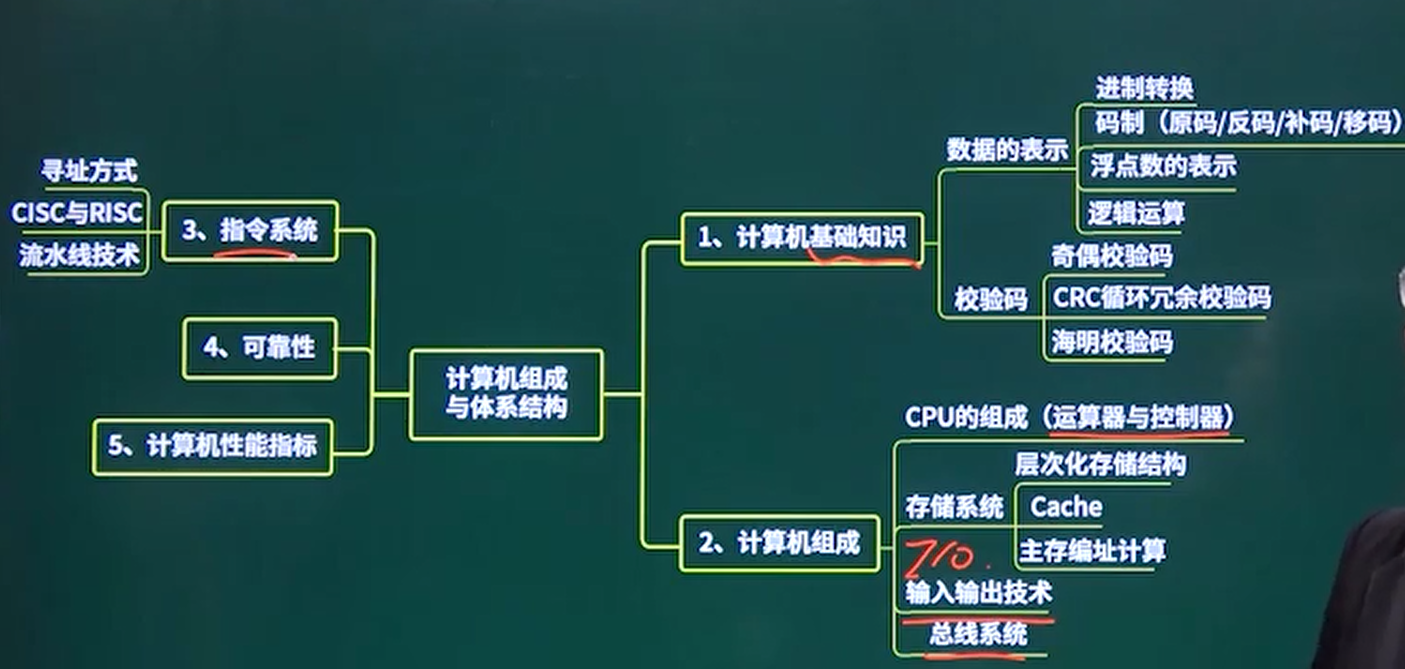 计算机组成
与体系结构
1、计算机基础知识
数据的表示
进制转换
码制（原码/反码/补码/移码）
浮点数的表示
逻辑运算
校验码
奇偶校验码
CRC循环冗余校验码
海明校验码
2、计算机组成
CPU的组成（运算器与控制器）
存储系统
层次化存储结构
Cache
主存编址计算
I/O.
输入输出技术
总线系统
3、指令系统
寻址方式
CISC与RISC
流水线技术
4、可靠性
5、计算机性能指标